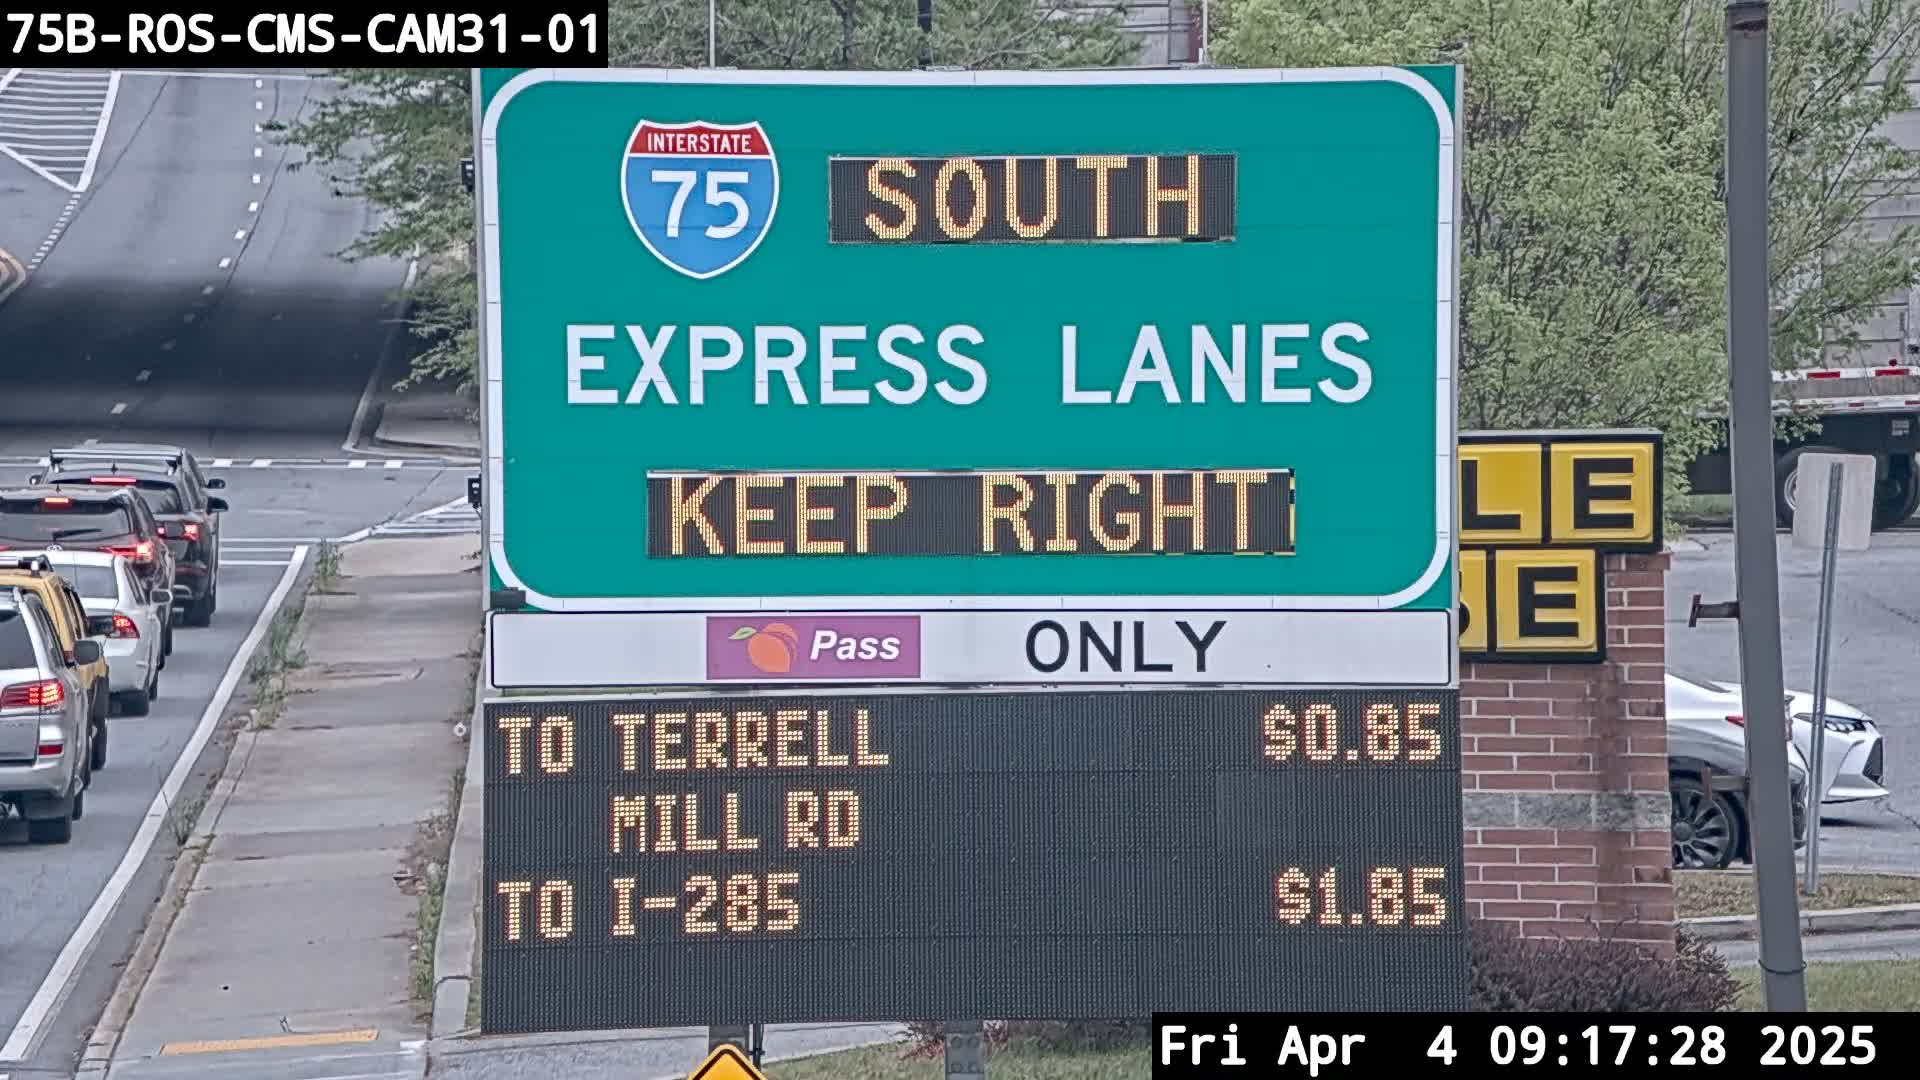 75B-ROS-CMS-CAM31-01
INTERSTATE
75
SOUTH
EXPRESS LANES
KEEP RIGHT
Pass ONLY
TO TERRELL $0.85
MILL RD
TO I-285 $1.85
LE
E
Fri Apr 4 09:17:28 2025